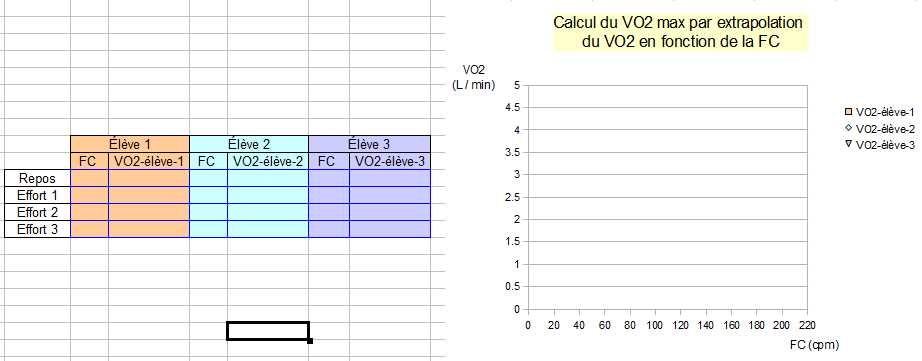 Élève 1 Élève 2 Élève 3
FC VO2-élève-1 FC VO2-élève-2 FC VO2-élève-3
Repos
Effort 1
Effort 2
Effort 3
Calcul du VO2 max par extrapolation
du VO2 en fonction de la FC
VO2
(L / min)
5
4.5
4
3.5
3
2.5
2
1.5
1
0.5
0
0 20 40 60 80 100 120 140 160 180 200 220
FC (cpm)
VO2-élève-1
VO2-élève-2
VO2-élève-3